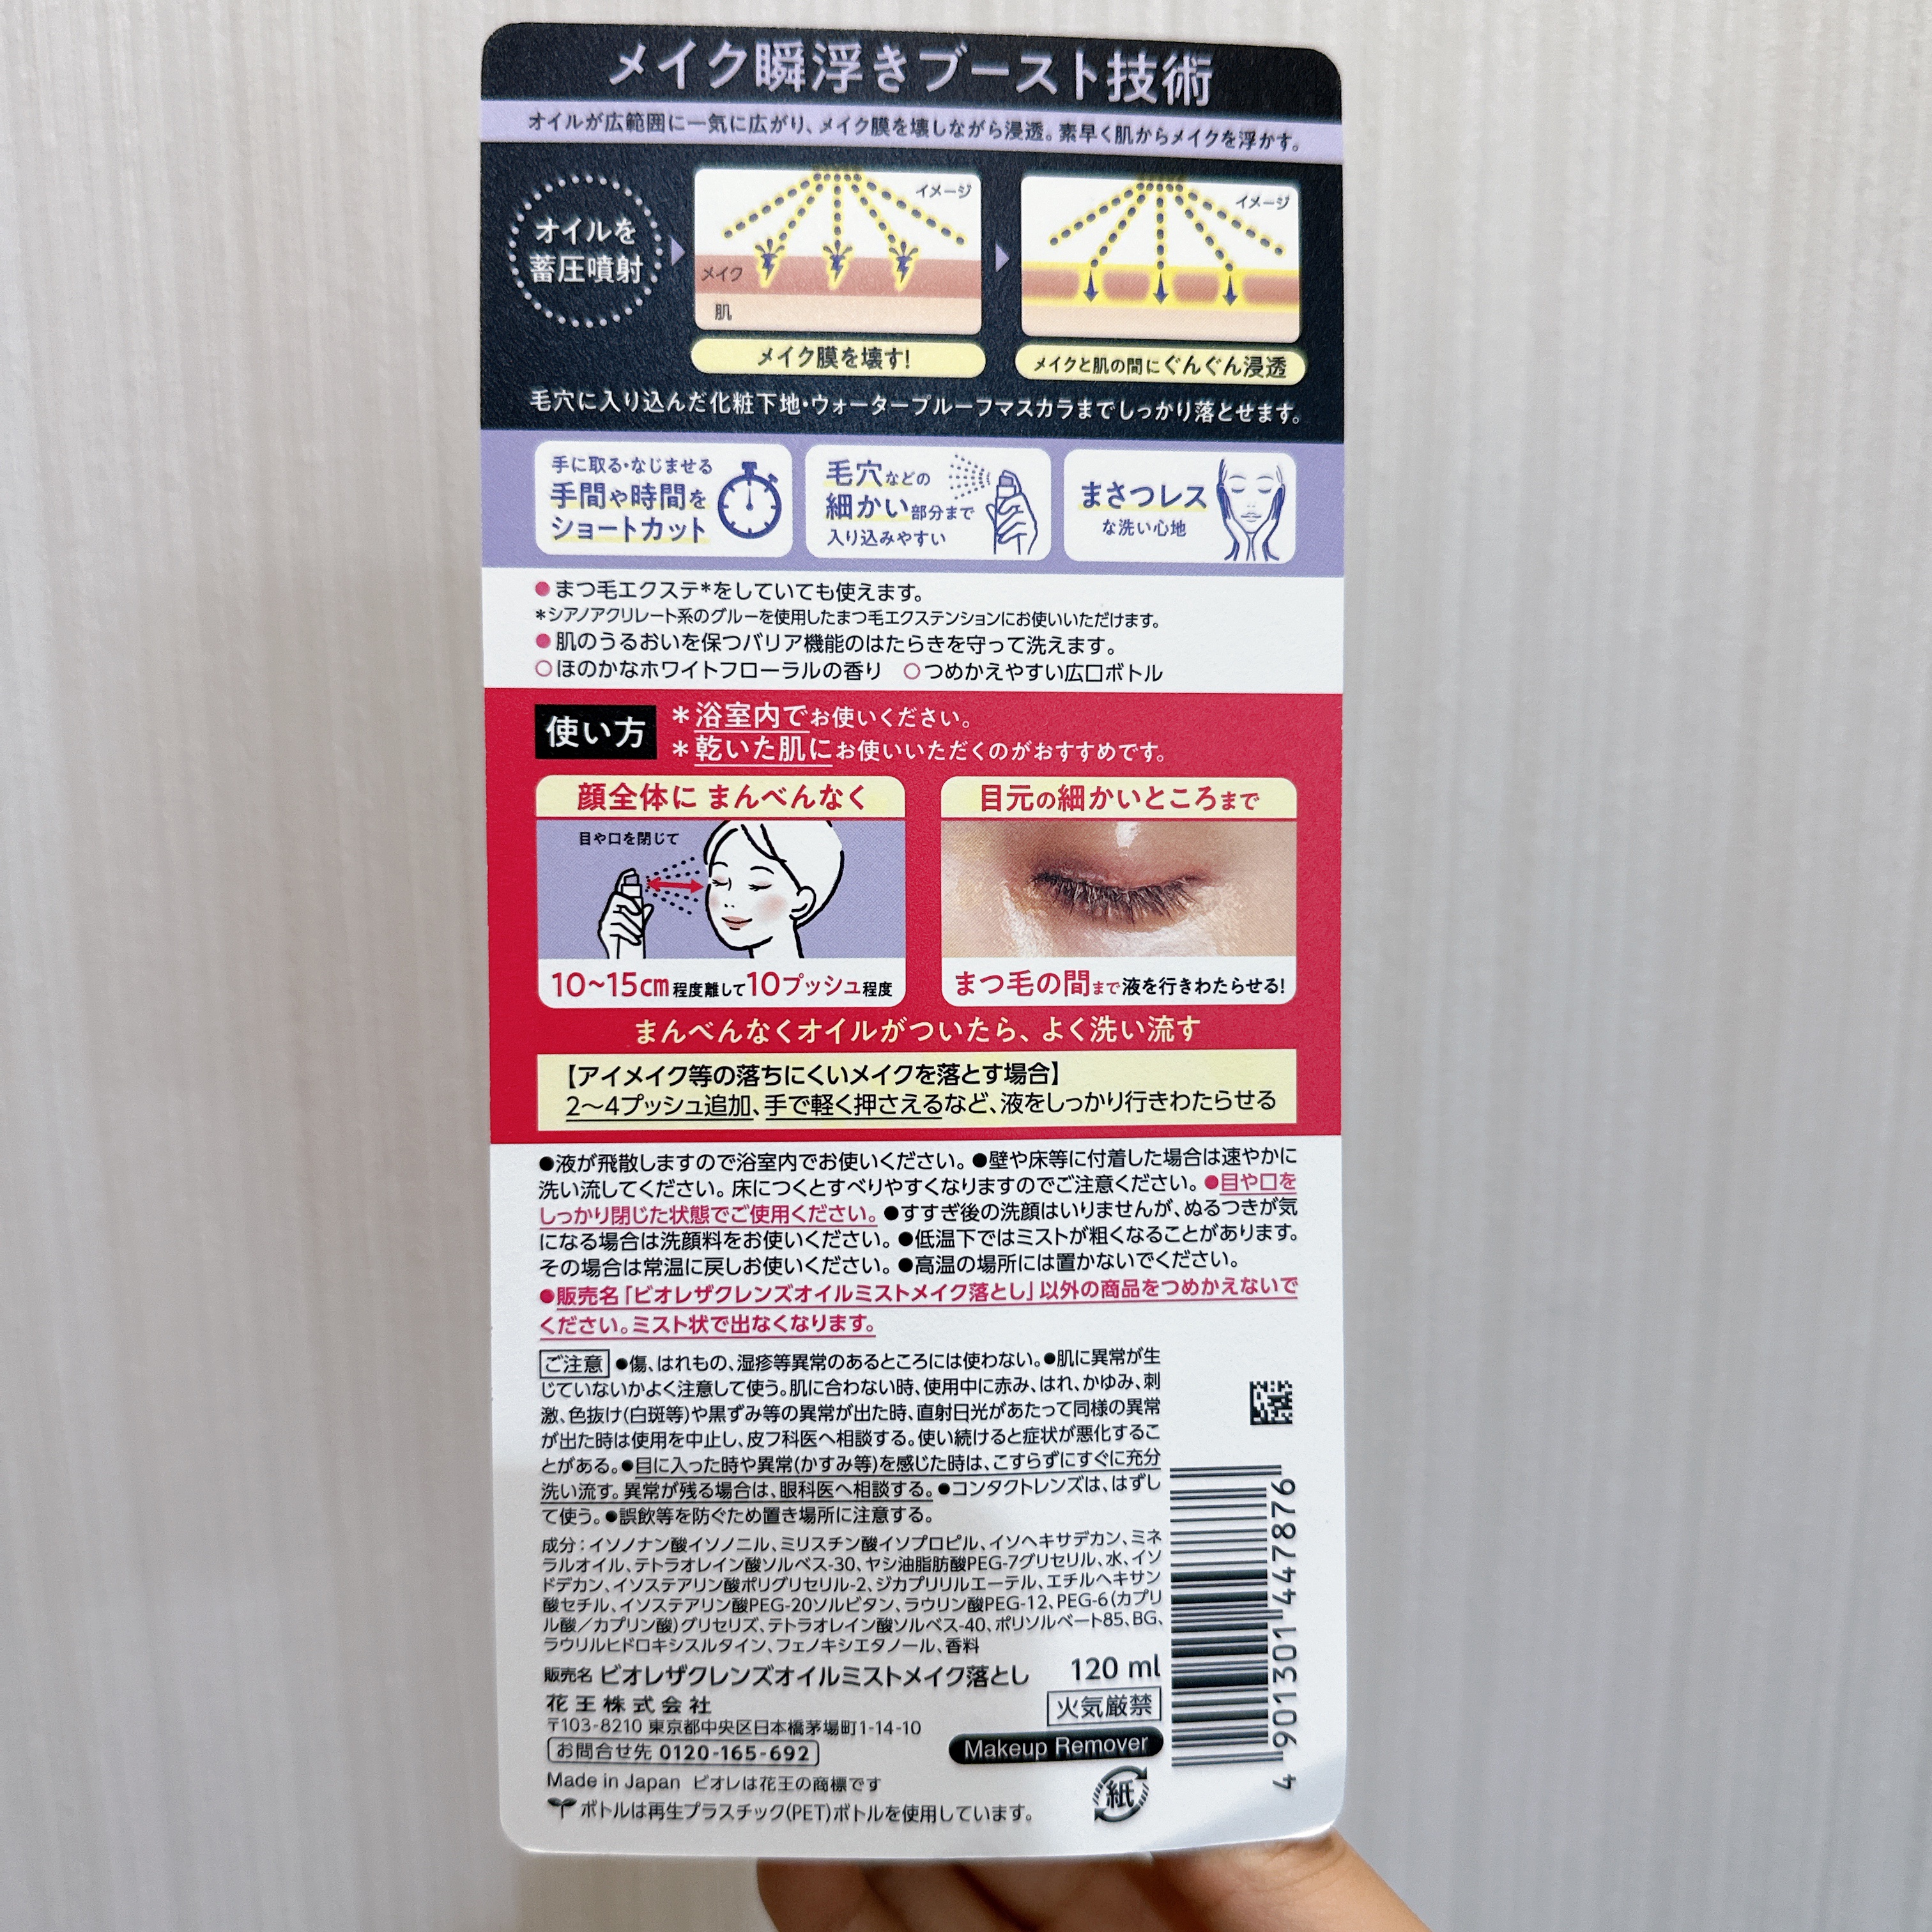 メイク瞬浮きブースト技術
オイルが広範囲に一気に広がり、メイク膜を壊しながら浸透。素早く肌からメイクを浮かす。
オイルを
蓄圧噴射
イメージ
メイク
肌
メイク膜を壊す!
イメージ
メイクと肌の間にぐんぐん浸透
毛穴に入り込んだ化粧下地・ウォータープルーフマスカラまでしっかり落とせます。
手に取る・なじませる
手間や時間を
ショートカット
毛穴などの
細かい部分まで
入り込みやすい
まさつレス
な洗い心地
●まつ毛エクステ*をしていても使えます。
*シアノアクリレート系のグルーを使用したまつ毛エクステンションにお使いいただけます。
●肌のうるおいを保つバリア機能のはたらきを守って洗えます。
○ほのかなホワイトフローラルの香り ○つめかえやすい広口ボトル
使い方
*浴室内でお使いください。
*乾いた肌にお使いいただくのがおすすめです。
顔全体に まんべんなく
目や口を閉じて
10~15cm程度離して10プッシュ程度
目元の細かいところまで
まつ毛の間まで液を行きわたらせる!
まんべんなくオイルがついたら、よく洗い流す
【アイメイク等の落ちにくいメイクを落とす場合】
2〜4プッシュ追加、手で軽く押さえるなど、液をしっかり行きわたらせる
●液が飛散しますので浴室内でお使いください。●壁や床等に付着した場合は速やかに
洗い流してください。床につくとすべりやすくなりますのでご注意ください。●目や口を
しっかり閉じた状態でご使用ください。●すすぎ後の洗顔はいりませんが、ぬるつきが気
になる場合は洗顔料をお使いください。●低温下ではミストが粗くなることがあります。
その場合は常温に戻しお使いください。●高温の場所には置かないでください。
●販売名「ビオレザクレンズオイルミストメイク落とし」以外の商品をつめかえないで
ください。ミスト状で出なくなります。
ご注意 ●傷、はれもの、湿疹等異常のあるところには使わない。●肌に異常が生
じていないかよく注意して使う。肌に合わない時、使用中に赤み、はれ、かゆみ、刺
激、色抜け(白斑等)や黒ずみ等の異常が出た時、直射日光があたって同様の異常
が出た時は使用を中止し、皮フ科医へ相談する。使い続けると症状が悪化するこ
とがある。●目に入った時や異常(かすみ等)を感じた時は、こすらずにすぐに充分
洗い流す。異常が残る場合は、眼科医へ相談する。●コンタクトレンズは、はずし
て使う。●誤飲等を防ぐため置き場所に注意する。
成分：イソノナン酸イソノニル、ミリスチン酸イソプロピル、イソヘキサデカン、ミネ
ラルオイル、テトラオレイン酸ソルベス-30、ヤシ油脂肪酸PEG-7グリセリル、水、イソ
ドデカン、イソステアリン酸ポリグリセリル-2、ジカプリリルエーテル、エチルヘキサン
酸セチル、イソステアリン酸PEG-20ソルビタン、ラウリン酸PEG-12、PEG-6(カプリ
ル酸/カプリン酸)グリセリズ、テトラオレイン酸ソルベス-40、ポリソルベート85、BG、
ラウリルヒドロキシスルタイン、フェノキシエタノール、香料
販売名 ビオレザクレンズオイルミストメイク落とし
120 ml
花王株式会社
火気厳禁
〒103-8210 東京都中央区日本橋茅場町1-14-10
お問合せ先 0120-165-692
Makeup Remover
Made in Japan ビオレは花王の商標です
ボトルは再生プラスチック(PET)ボトルを使用しています。
紙
4 901301 447876